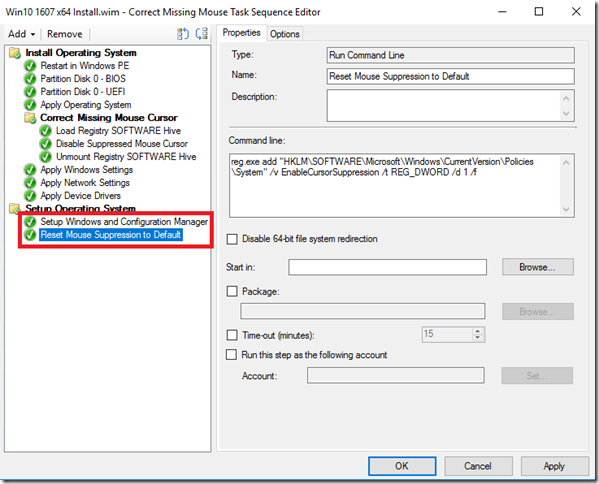 Win10 1607 x64 Install.wim - Correct Missing Mouse Task Sequence Editor
Add
Remove
Install Operating System
Restart in Windows PE
Partition Disk 0 - BIOS
Partition Disk 0 - UEFI
Apply Operating System
Correct Missing Mouse Cursor
Load Registry SOFTWARE Hive
Disable Suppressed Mouse Cursor
Unmount Registry SOFTWARE Hive
Apply Windows Settings
Apply Network Settings
Apply Device Drivers
Setup Operating System
Setup Windows and Configuration Manager
Reset Mouse Suppression to Default
Properties
Options
Type:
Run Command Line
Name:
Reset Mouse Suppression to Default
Description:
Command line:
reg.exe add "HKLM\SOFTWARE\Microsoft\Windows\CurrentVersion\Policies
\System" /v EnableCursorSuppression /t REG_DWORD /d 1 /f
Disable 64-bit file system redirection
Start in:
Browse...
Package:
Browse...
Time-out (minutes):
15
Run this step as the following account
Account:
Set...
OK
Cancel
Apply